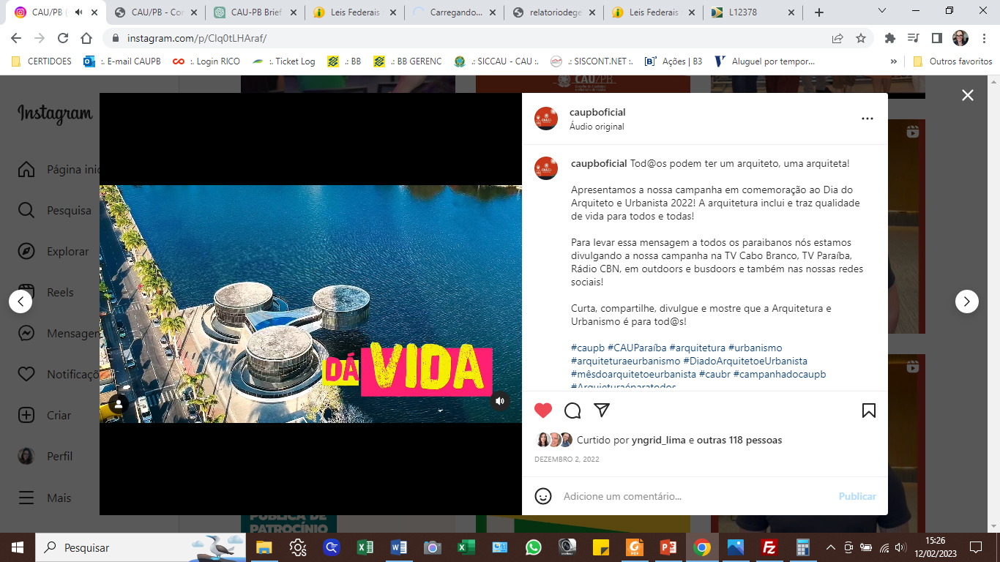 CAU/PB (
CAU/PB - Cor
CAU-PB Brief
Leis Federais
Carregando...
relatoriodege
Leis Federais
L12378
instagram.com/p/Clq0tLHAraf/
CERTIDOES
:. E-mail CAUPB
:. Login RICO
:. Ticket Log
.: BB
.: BB GERENC
.: SICCAU - CAU :.
.: SISCONT.NET :.
Ações | B3
Aluguel por tempor...
»
Outros favoritos
CAU/PB
Instagram
Página inic
Pesquisa
Explorar
Reels
Mensagen
Notificaçõ
Criar
Perfil
Mais
DÁ VIDA
caupboficial
Áudio original
caupboficial Tod@os podem ter um arquiteto, uma arquiteta!
Apresentamos a nossa campanha em comemoração ao Dia do
Arquiteto e Urbanista 2022! A arquitetura inclui e traz qualidade
de vida para todos e todas!
Para levar essa mensagem a todos os paraibanos nós estamos
divulgando a nossa campanha na TV Cabo Branco, TV Paraíba,
Rádio CBN, em outdoors e busdoors e também nas nossas redes
sociais!
Curta, compartilhe, divulgue e mostre que a Arquitetura e
Urbanismo é para tod@s!
#caupb #CAUParaíba #arquitetura #urbanismo
#arquiteturaeurbanismo #DiadoArquitetoeUrbanista
#mêsdoarquitetoeurbanista #caubr #campanhadocaupb
#Arquieturaéparatodos
Curtido por yngrid_lima e outras 118 pessoas
DEZEMBRO 2, 2022
Adicione um comentário...
Publicar
PÚBLICA DE
PATROCÍNIO
Pesquisar
15:26
12/02/2023